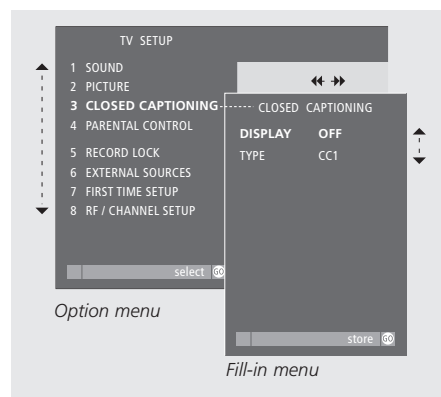 TV SETUP
1 SOUND
2 PICTURE
3 CLOSED CAPTIONING
4 PARENTAL CONTROL
5 RECORD LOCK
6 EXTERNAL SOURCES
7 FIRST TIME SETUP
8 RF / CHANNEL SETUP
select GO
Option menu
CLOSED CAPTIONING
DISPLAY OFF
TYPE CC1
store GO
Fill-in menu